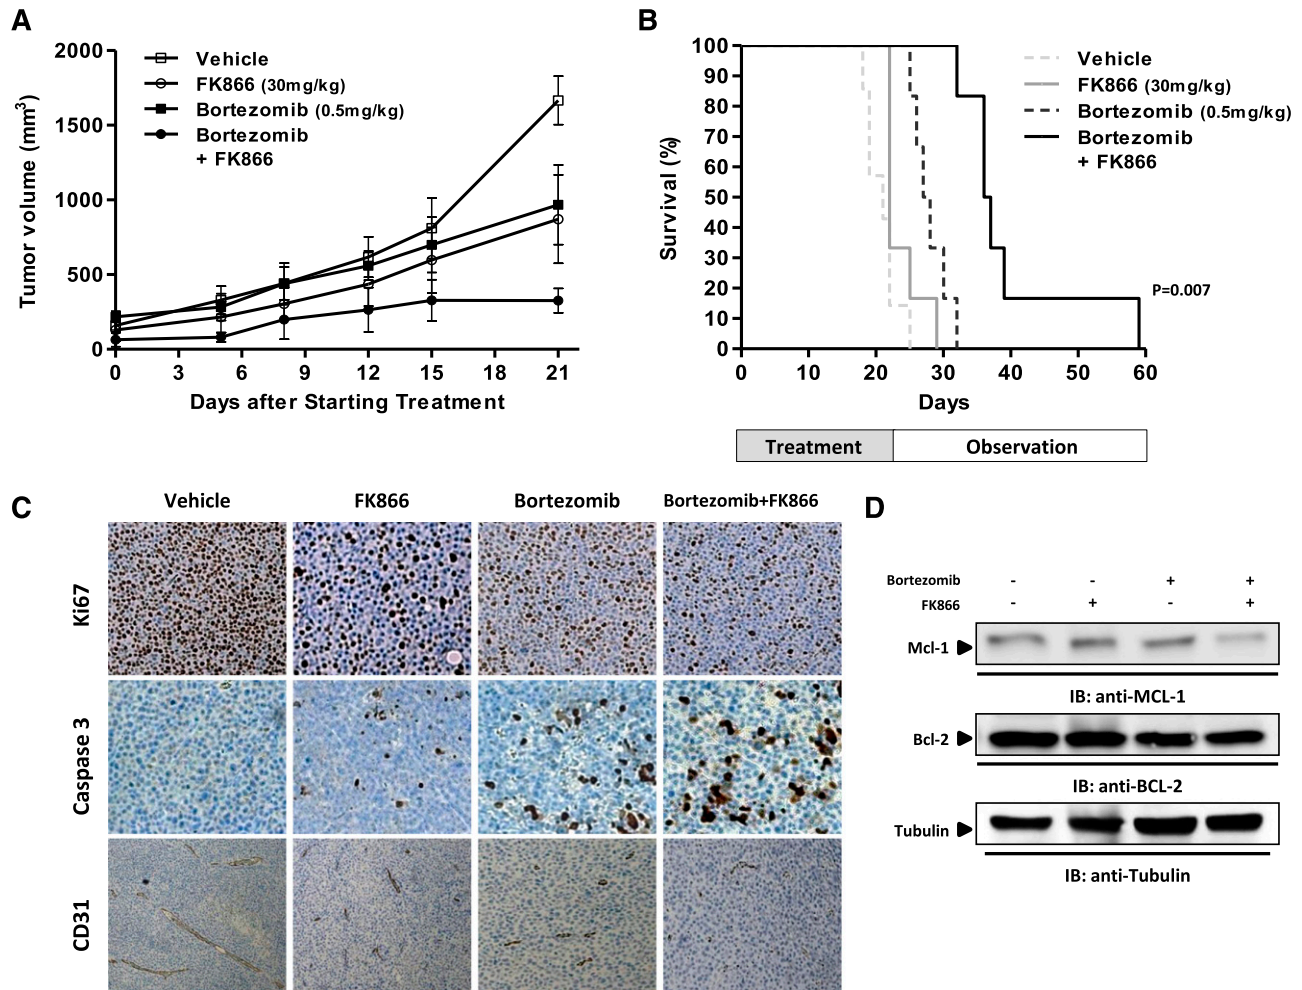 A
Tumor volume (mm3)
2000
1500
1000
500
0
0 3 6 9 12 15 18 21
Days after Starting Treatment
Vehicle
FK866 (30mg/kg)
Bortezomib (0.5mg/kg)
Bortezomib
+ FK866
B
Survival (%)
100
90
80
70
60
50
40
30
20
10
0
0 10 20 30 40 50 60
Days
Vehicle
FK866 (30mg/kg)
Bortezomib (0.5mg/kg)
Bortezomib
+ FK866
P=0.007
Treatment Observation
C
Vehicle FK866 Bortezomib Bortezomib+FK866
Ki67
Caspase 3
CD31
D
Bortezomib - - + +
FK866 - + - +
Mcl-1
IB: anti-MCL-1
Bcl-2
IB: anti-BCL-2
Tubulin
IB: anti-Tubulin